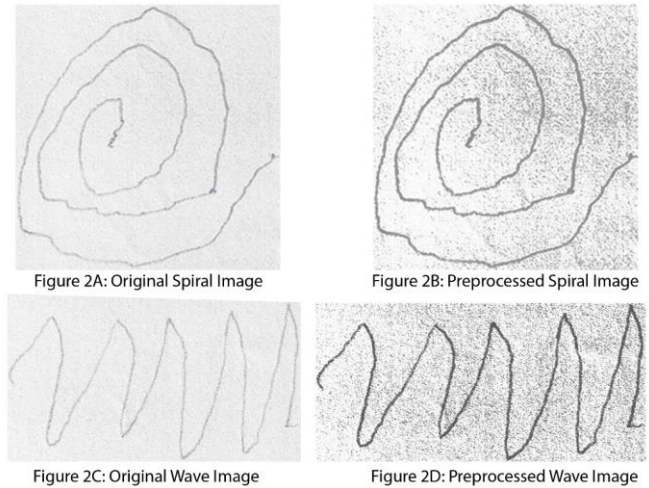 Figure 2A: Original Spiral Image
Figure 2B: Preprocessed Spiral Image
Figure 2C: Original Wave Image
Figure 2D: Preprocessed Wave Image